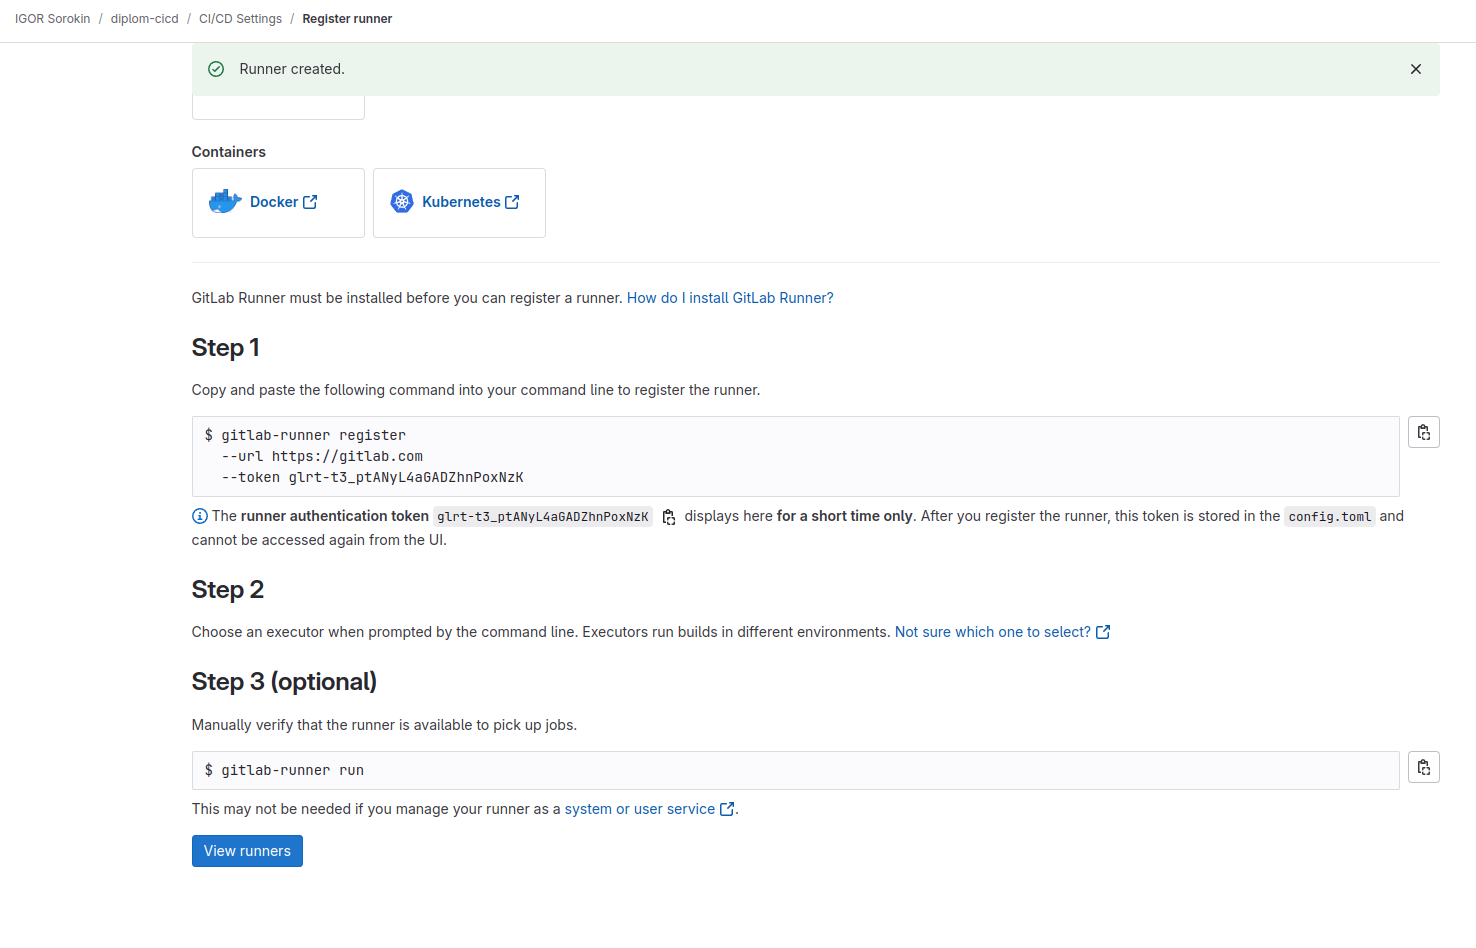 IGOR Sorokin / diplom-cicd / CI/CD Settings / Register runner
Runner created.
Containers
Docker
Kubernetes
GitLab Runner must be installed before you can register a runner. How do I install GitLab Runner?
Step 1
Copy and paste the following command into your command line to register the runner.
$ gitlab-runner register
--url https://gitlab.com
--token glrt-t3_ptANyL4aGADZhnPoxNzK
The runner authentication token glrt-t3_ptANyL4aGADZhnPoxNzK displays here for a short time only. After you register the runner, this token is stored in the config.toml and
cannot be accessed again from the UI.
Step 2
Choose an executor when prompted by the command line. Executors run builds in different environments. Not sure which one to select?
Step 3 (optional)
Manually verify that the runner is available to pick up jobs.
$ gitlab-runner run
This may not be needed if you manage your runner as a system or user service.
View runners